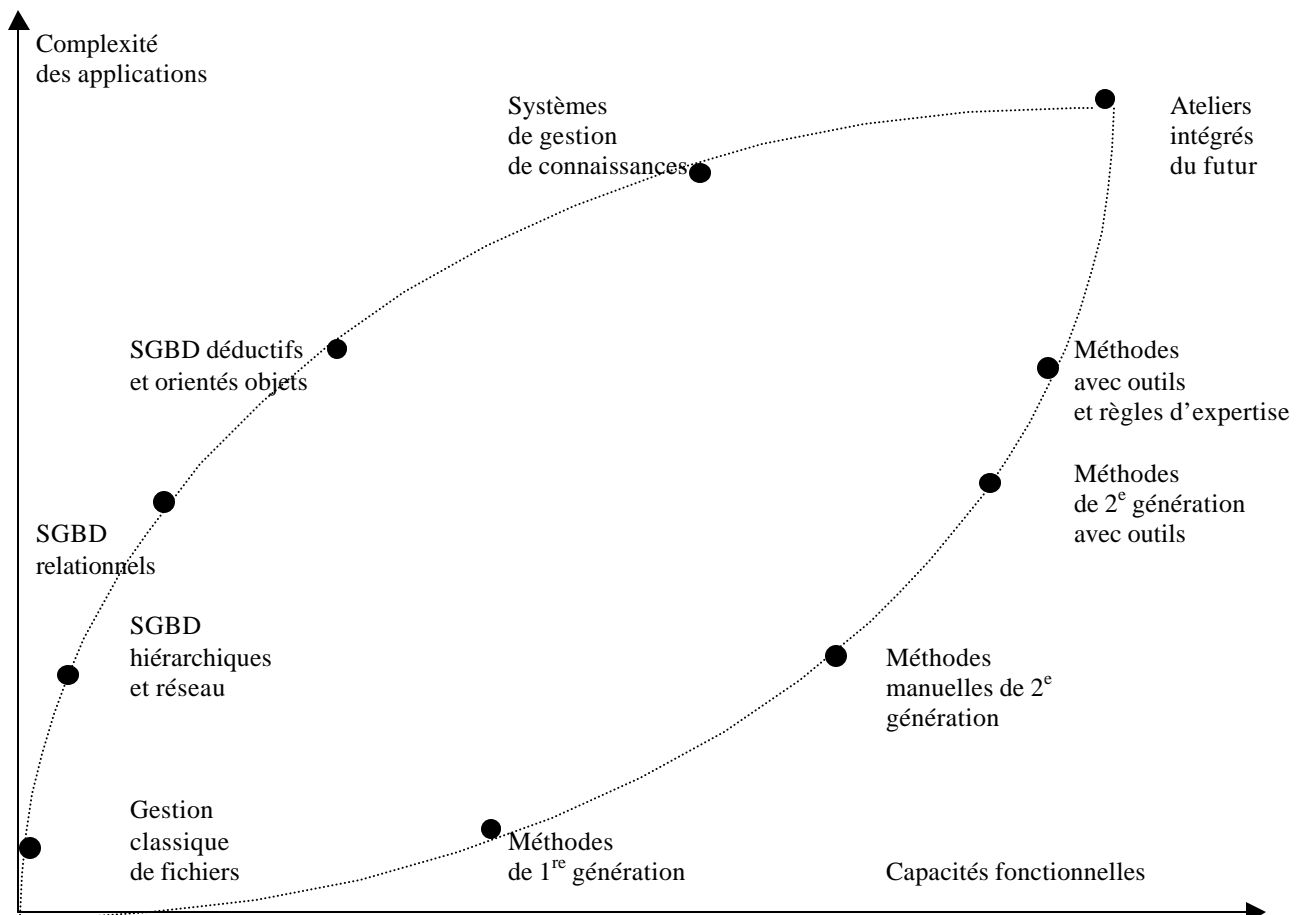 Complexité
des applications
Systèmes
de gestion
de connaissances
Ateliers
intégrés
du futur
SGBD déductifs
et orientés objets
Méthodes
avec outils
et règles d’expertise
Méthodes
de 2e génération
avec outils
SGBD
relationnels
SGBD
hiérarchiques
et réseau
Méthodes
manuelles de 2e
génération
Gestion
classique
de fichiers
Méthodes
de 1re génération
Capacités fonctionnelles